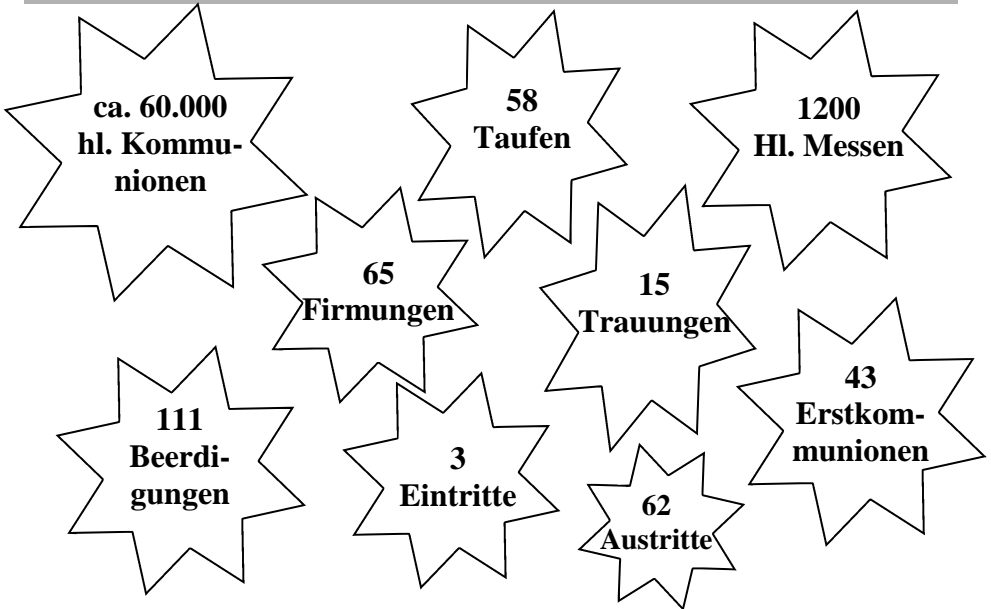 ca. 60.000
hl. Kommu-
nionen
58
Taufen
1200
Hl. Messen
65
Firmungen
15
Trauungen
43
Erstkom-
munionen
111
Beerdi-
gungen
3
Eintritte
62
Austritte